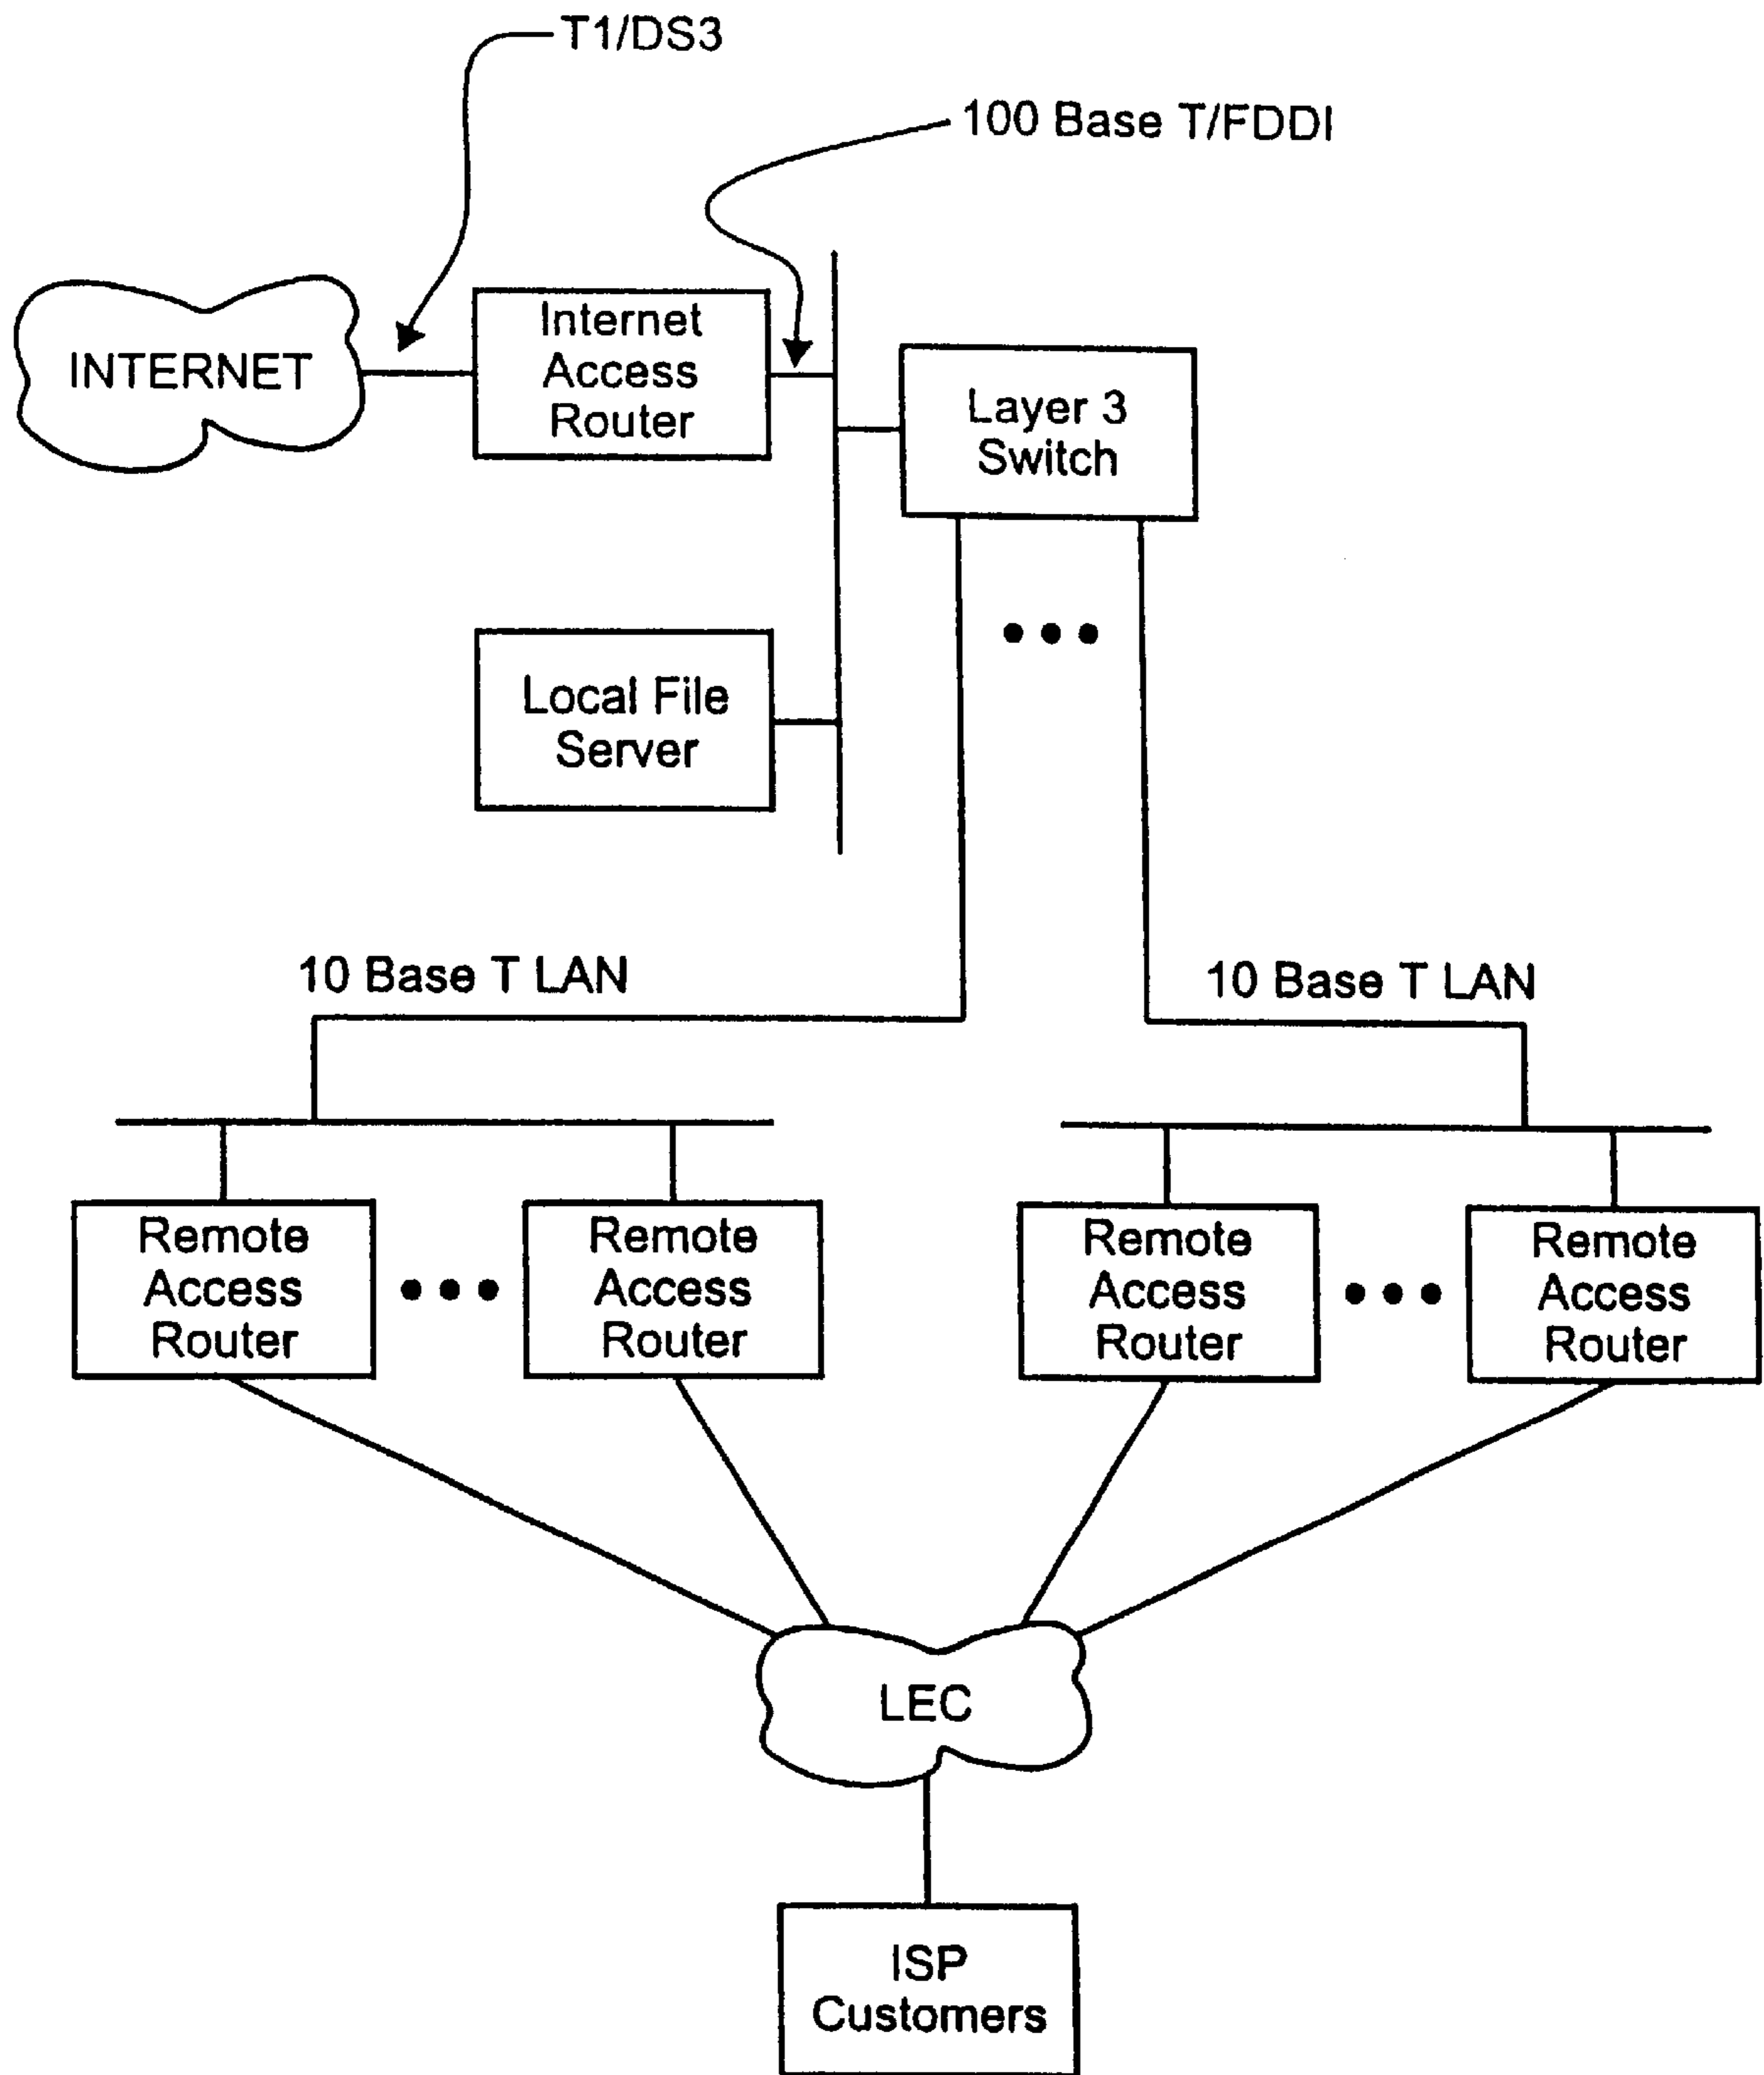 T1/DS3
100 Base T/FDDI
INTERNET
Internet
Access
Router
Layer 3
Switch
Local File
Server
10 Base T LAN
10 Base T LAN
Remote
Access
Router
Remote
Access
Router
Remote
Access
Router
Remote
Access
Router
LEC
ISP
Customers